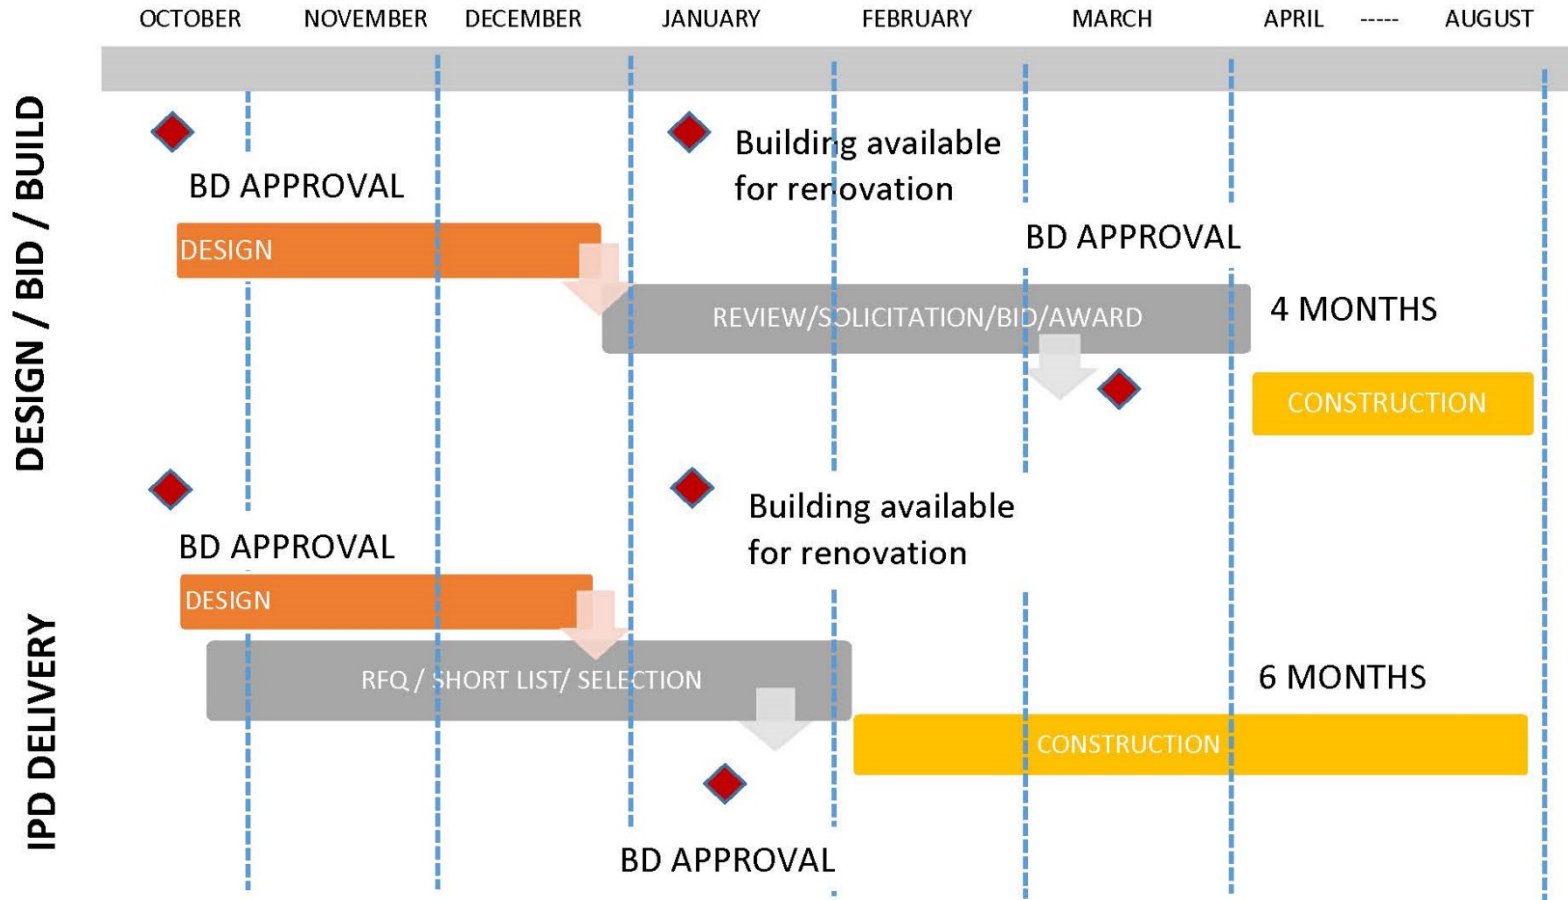 OCTOBER NOVEMBER DECEMBER JANUARY FEBRUARY MARCH APRIL ----- AUGUST
DESIGN / BID / BUILD
Building available
for renovation
BD APPROVAL
BD APPROVAL
DESIGN
REVIEW/SOLICITATION/BID/AWARD
4 MONTHS
CONSTRUCTION
IPD DELIVERY
Building available
for renovation
BD APPROVAL
DESIGN
RFQ / SHORT LIST/ SELECTION
6 MONTHS
CONSTRUCTION
BD APPROVAL